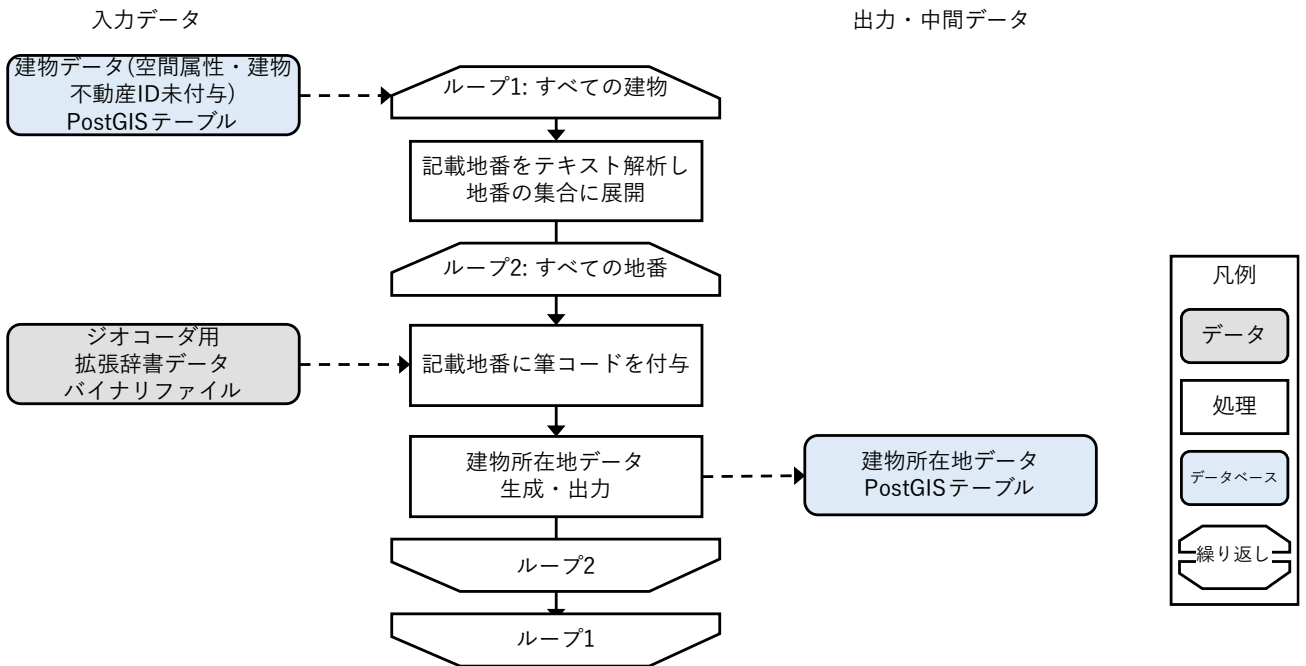 入力データ
出力・中間データ
建物データ(空間属性・建物
不動産ID未付与)
PostGISテーブル
ループ1: すべての建物
記載地番をテキスト解析し
地番の集合に展開
ループ2: すべての地番
ジオコーダ用
拡張辞書データ
バイナリファイル
記載地番に筆コードを付与
建物所在地データ
生成・出力
建物所在地データ
PostGISテーブル
ループ2
ループ1
凡例
データ
処理
データベース
繰り返し